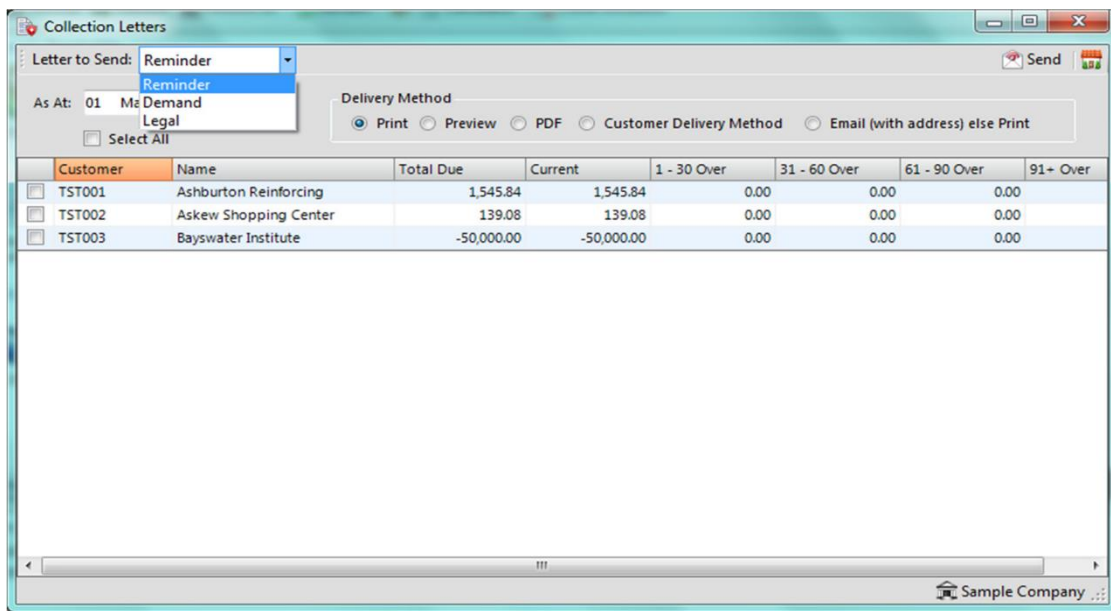 Collection Letters
Letter to Send: Reminder Send
Reminder
Demand
Legal
As At: 01 Ma
Select All
Delivery Method
Print Preview PDF Customer Delivery Method Email (with address) else Print
Customer Name Total Due Current 1 - 30 Over 31 - 60 Over 61 - 90 Over 91+ Over
TST001 Ashburton Reinforcing 1,545.84 1,545.84 0.00 0.00 0.00
TST002 Askew Shopping Center 139.08 139.08 0.00 0.00 0.00
TST003 Bayswater Institute -50,000.00 -50,000.00 0.00 0.00 0.00
Sample Company